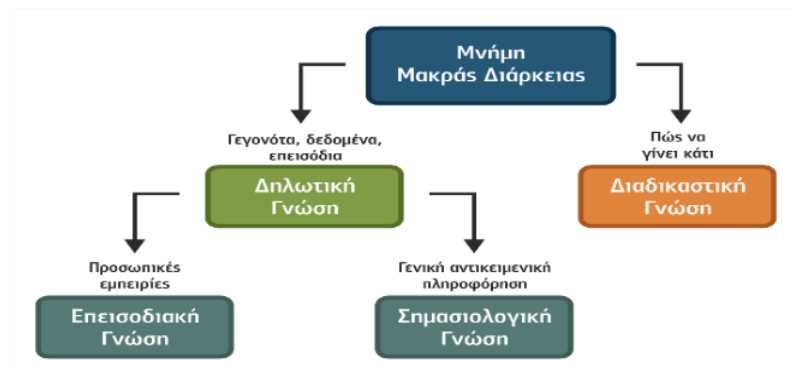 Μνήμη
Μακράς Διάρκειας
Γεγονότα, δεδομένα,
επεισόδια
Πώς να
γίνει κάτι
Δηλωτική
Γνώση
Διαδικαστική
Γνώση
Προσωπικές
εμπειρίες
Γενική αντικειμενική
πληροφόρηση
Επεισοδιακή
Γνώση
Σημασιολογική
Γνώση